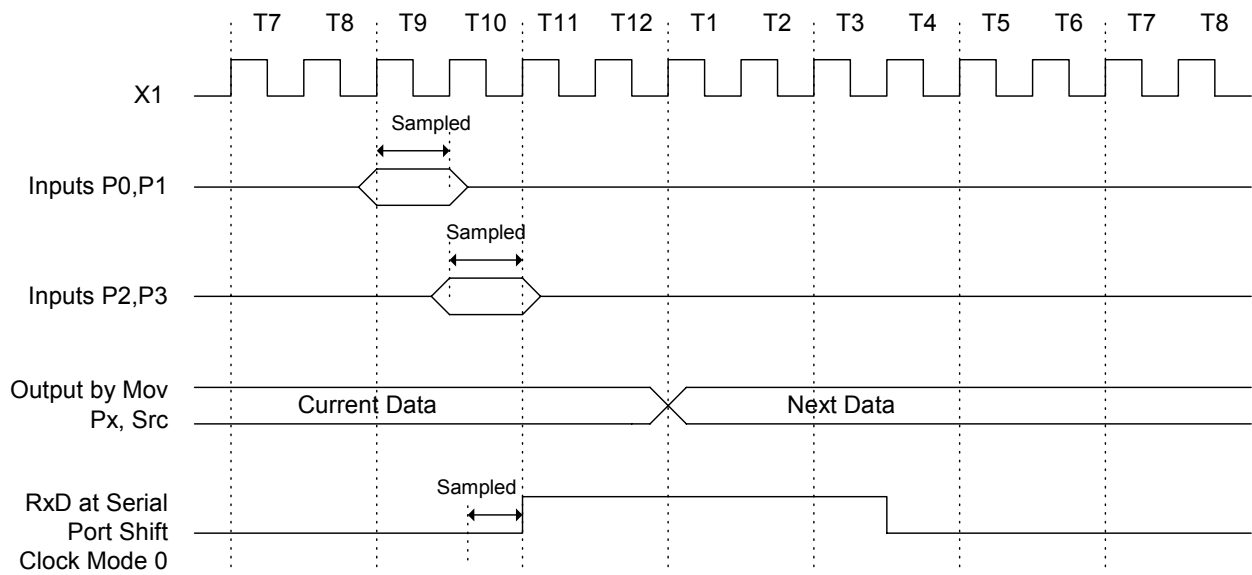 T7 T8 T9 T10 T11 T12 T1 T2 T3 T4 T5 T6 T7 T8
X1
Sampled
Inputs P0,P1
Sampled
Inputs P2,P3
Output by Mov
Px, Src
Current Data
Next Data
Sampled
RxD at Serial
Port Shift
Clock Mode 0